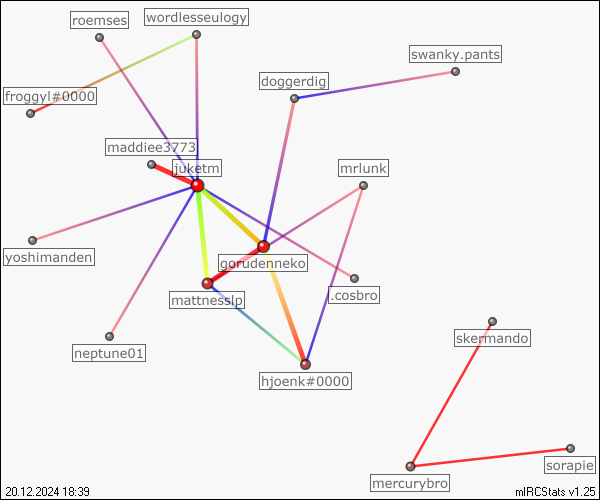 roemses
wordlesseulogy
swanky.pants
doggerdig
froggyl#0000
maddiee3773
juketm
mrlunk
yoshimanden
gorudenneko
mattnesslp
.cosbro
skermando
neptune01
hjoenk#0000
sorapie
mercurybro
20.12.2024 18:39
mIRCStats v1.25